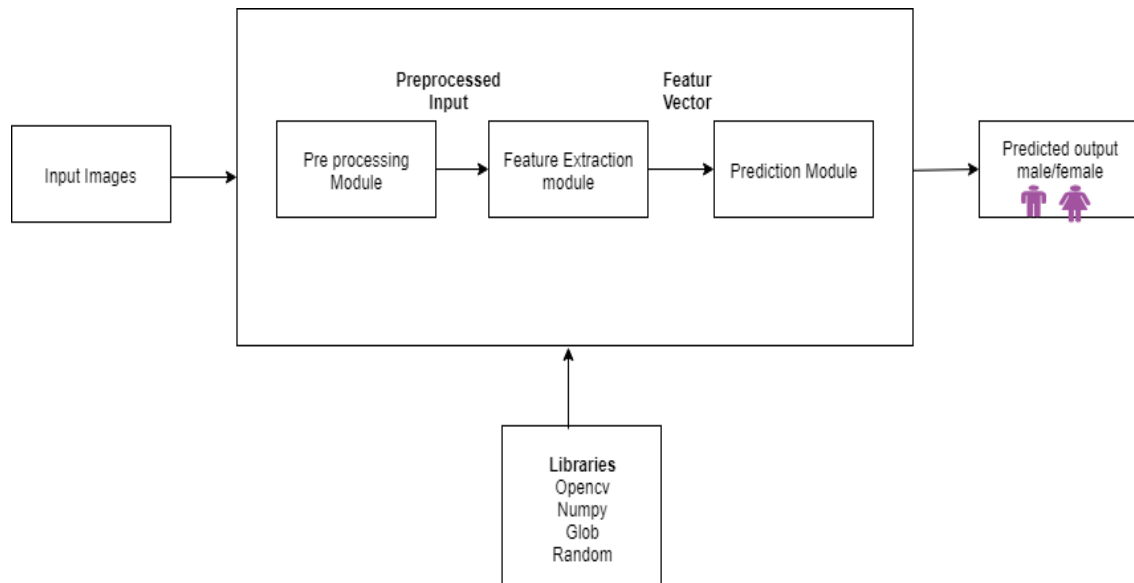 Input Images
Preprocessed
Input
Featur
Vector
Pre processing
Module
Feature Extraction
module
Prediction Module
Predicted output
male/female
Libraries
Opencv
Numpy
Glob
Random